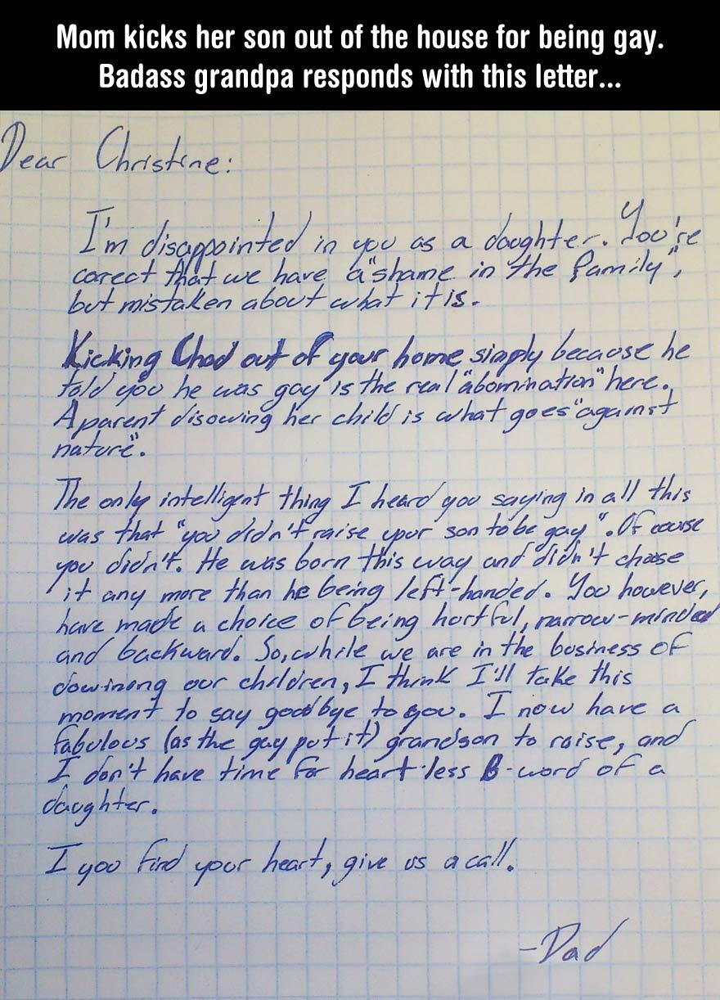 Mom kicks her son out of the house for being gay.
Badass grandpa responds with this letter...
Dear Christine:
I'm disappointed in you as a daughter. You're
corect that we have a "shame in the family",
but mistaken about what it is.
Kicking Chad out of your home simply because he
told you he was gay is the real "abomination" here.
A parent disowing her child is what goes "against
nature".
The only intelligent thing I heard you saying in all this
was that "you didn't raise your son to be gay". Of course
you didn't. He was born this way and didn't choose
it any more than he being left-handed. You however,
have made a choice of being hurtful, narrow-minded
and backward. So, while we are in the business of
dowining our children, I think I'll take this
moment to say goodbye to you. I now have a
fabulous (as the gay put it) grandson to raise, and
I don't have time for heart-less B-word of a
daughter.
I you find your heart, give us a call.
-Dad